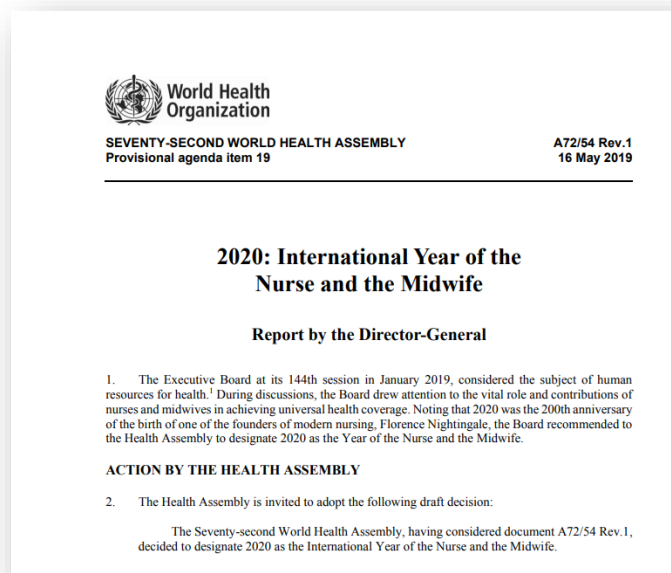 World Health
Organization
SEVENTY-SECOND WORLD HEALTH ASSEMBLY A72/54 Rev.1
Provisional agenda item 19 16 May 2019
2020: International Year of the
Nurse and the Midwife
Report by the Director-General
1. The Executive Board at its 144th session in January 2019, considered the subject of human
resources for health.1 During discussions, the Board drew attention to the vital role and contributions of
nurses and midwives in achieving universal health coverage. Noting that 2020 was the 200th anniversary
of the birth of one of the founders of modern nursing, Florence Nightingale, the Board recommended to
the Health Assembly to designate 2020 as the Year of the Nurse and the Midwife.
ACTION BY THE HEALTH ASSEMBLY
2. The Health Assembly is invited to adopt the following draft decision:
The Seventy-second World Health Assembly, having considered document A72/54 Rev.1,
decided to designate 2020 as the International Year of the Nurse and the Midwife.